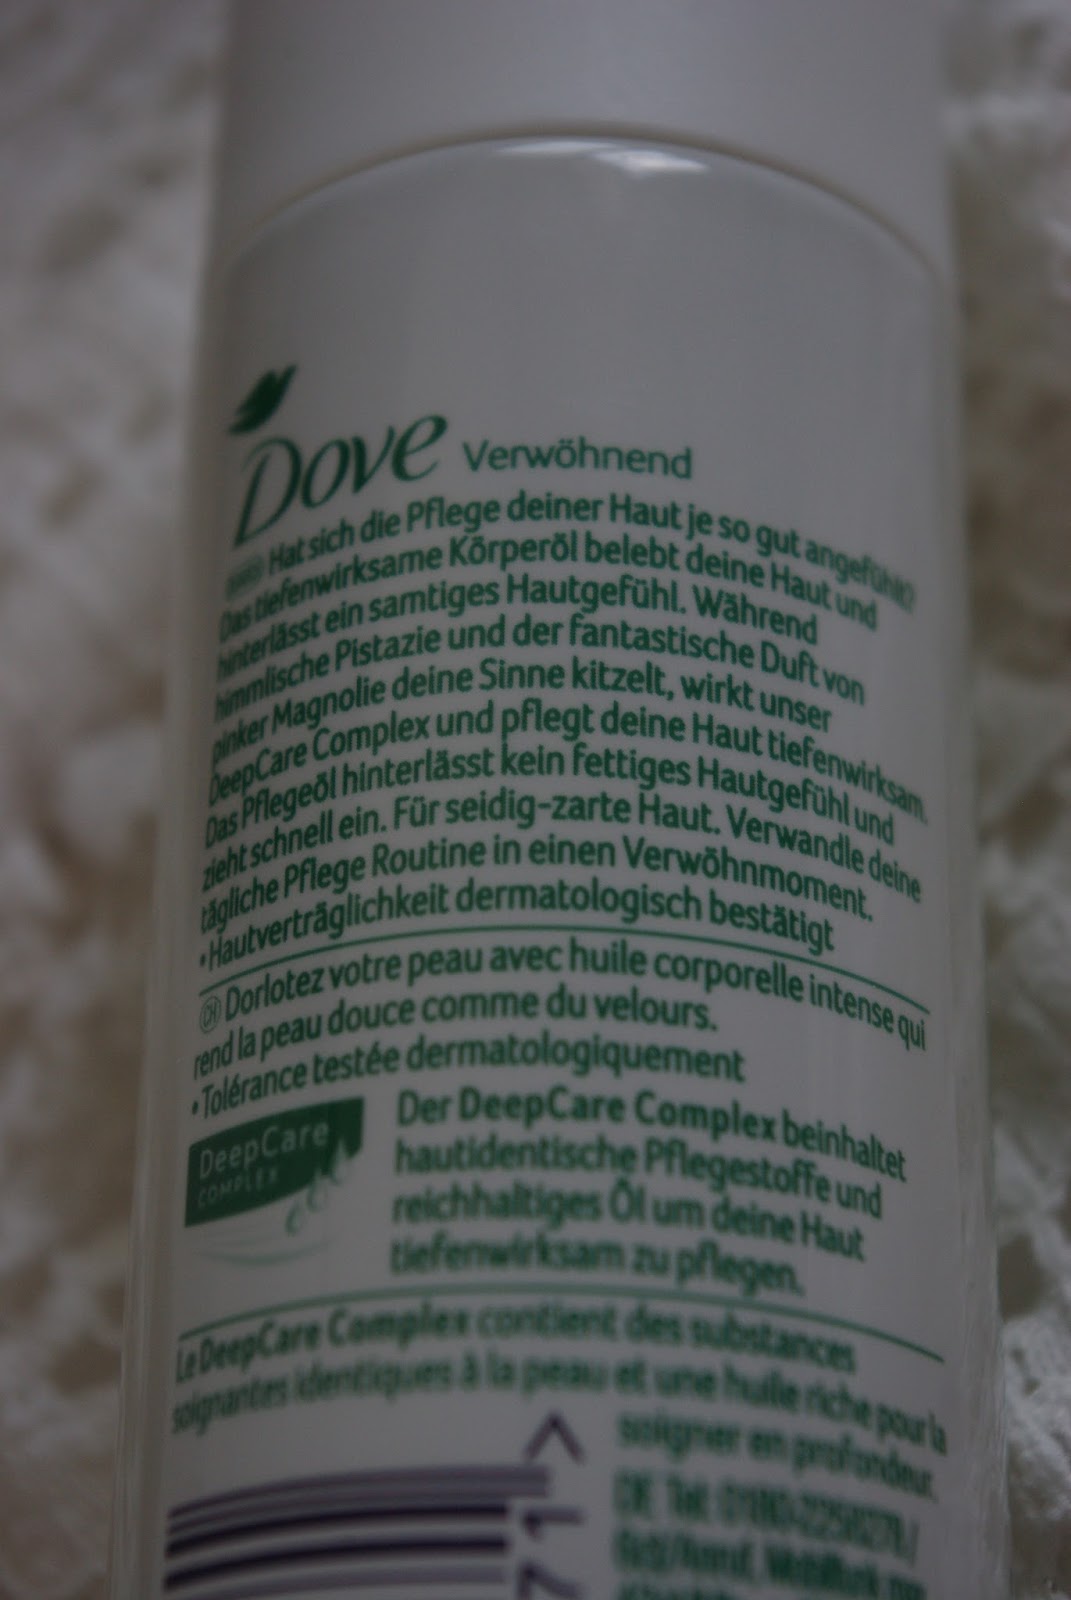 Dove Verwöhnend
Hat sich die Pflege deiner Haut je so gut angefühlt?
Das tiefenwirksame Körperöl belebt deine Haut und
hinterlässt ein samtiges Hautgefühl. Während
himmlische Pistazie und der fantastische Duft von
pinker Magnolie deine Sinne kitzelt, wirkt unser
DeepCare Complex und pflegt deine Haut tiefenwirksam.
Das Pflegeöl hinterlässt kein fettiges Hautgefühl und
zieht schnell ein. Für seidig-zarte Haut. Verwandle deine
tägliche Pflege Routine in einen Verwöhnmoment.
•Hautverträglichkeit dermatologisch bestätigt
CH Dorlotez votre peau avec huile corporelle intense qui
rend la peau douce comme du velours.
•Tolérance testée dermatologiquement
DeepCare
COMPLEX
Der DeepCare Complex beinhaltet
hautidentische Pflegestoffe und
reichhaltiges Öl um deine Haut
tiefenwirksam zu pflegen.
Le DeepCare Complex contient des substances
soignantes identiques à la peau et une huile riche pour la
soigner en profondeur.
DE Tel.